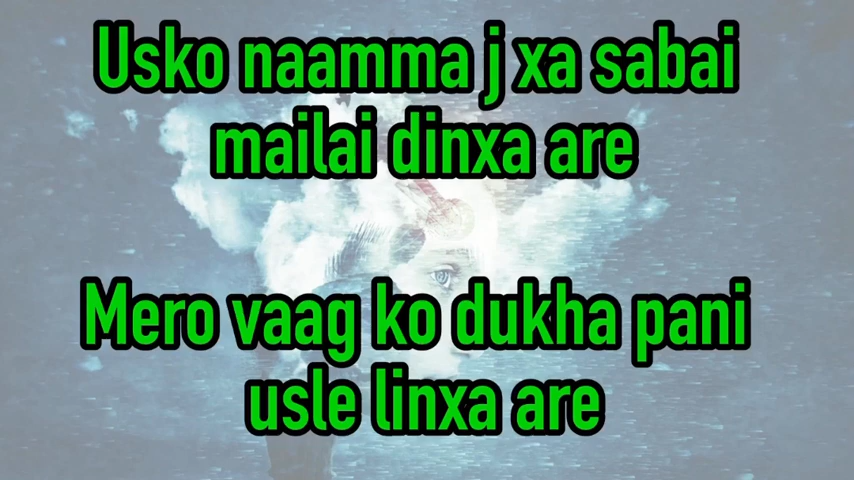 Usko naamma j xa sabai
mailai dinxa are
Mero vaag ko dukha pani
usle linxa are